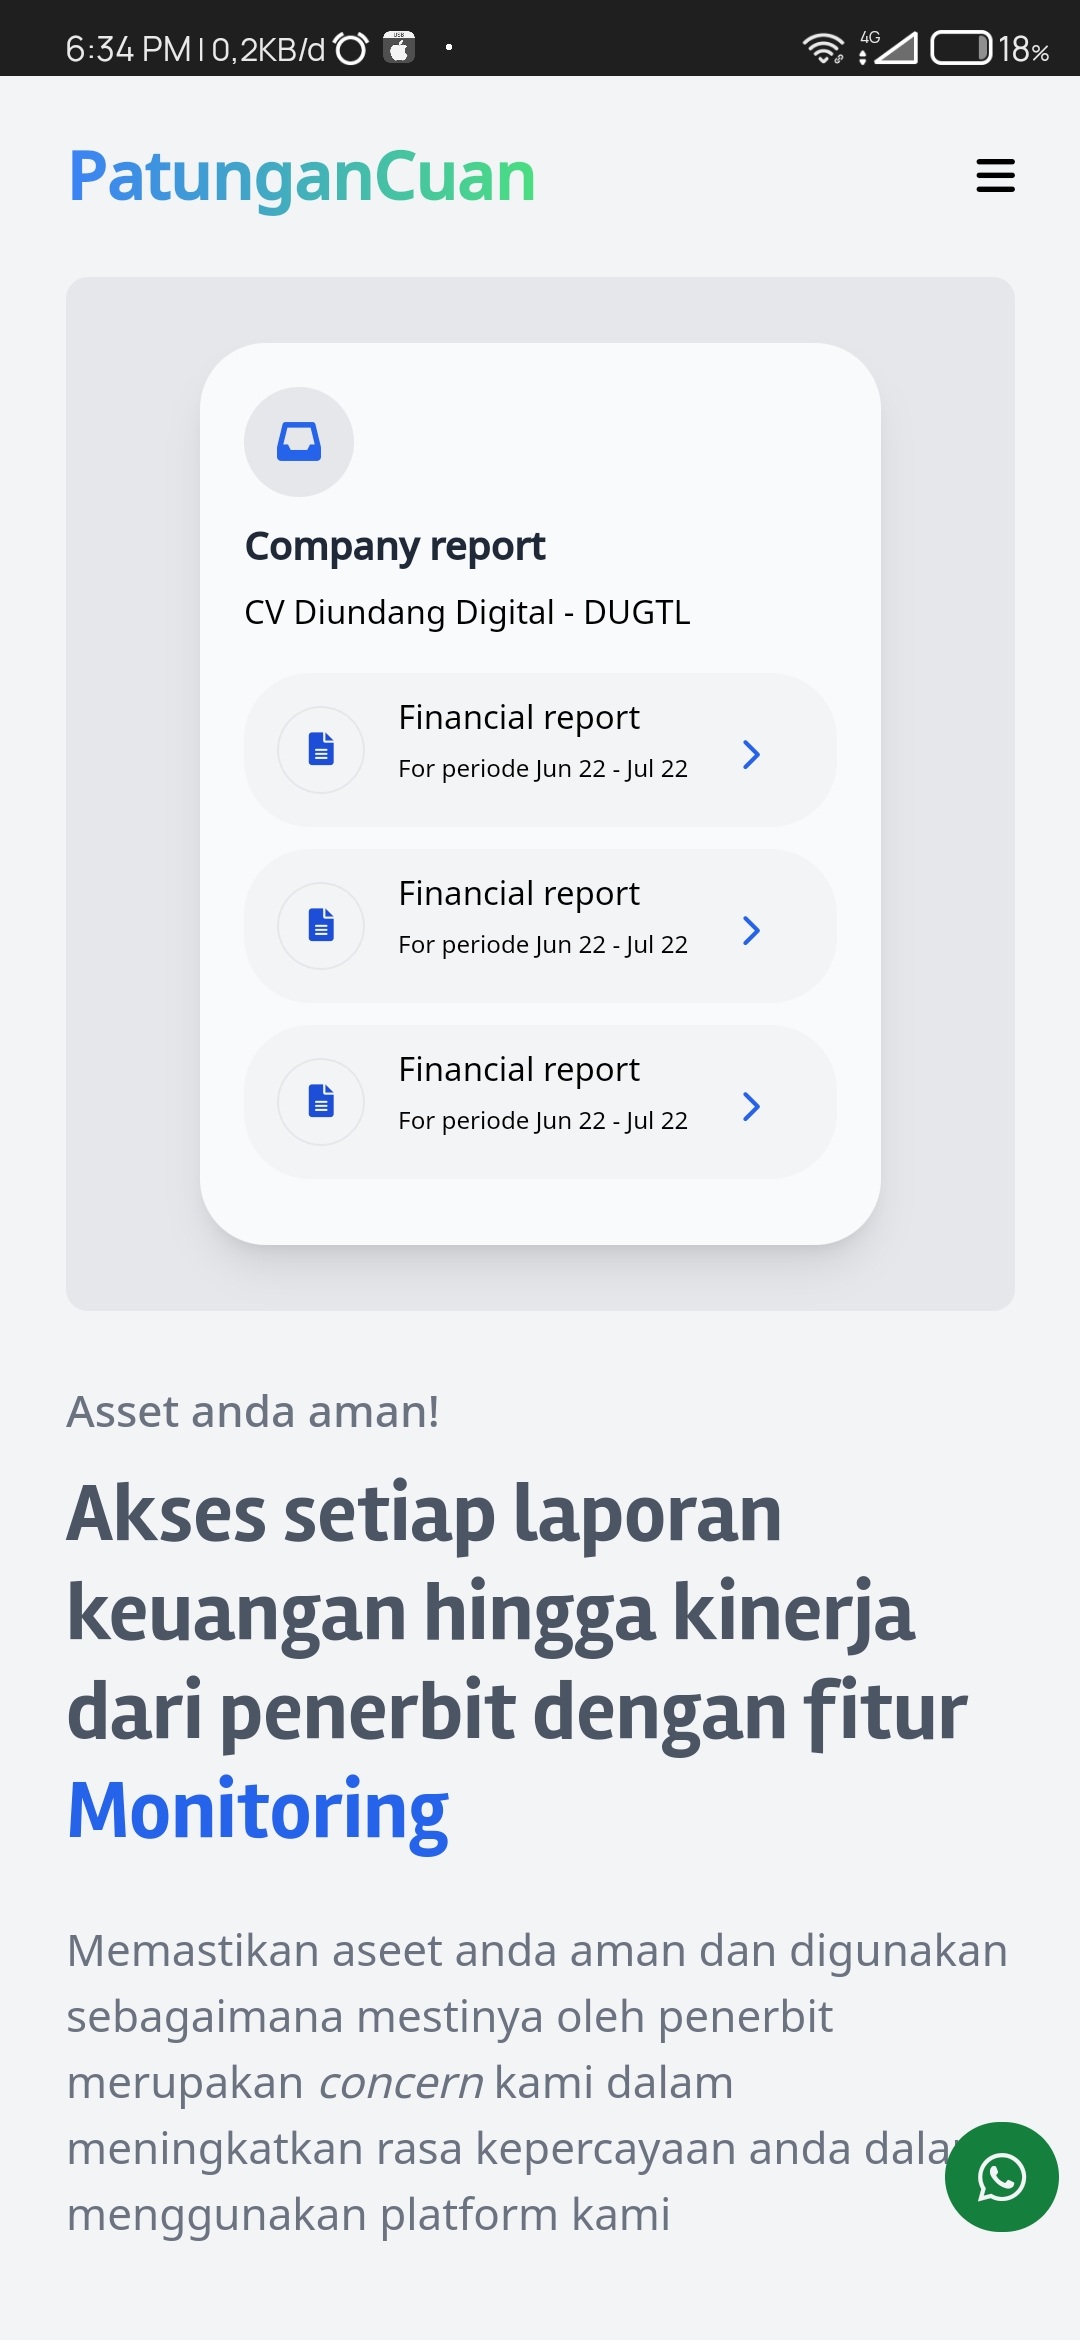 6:34 PM | 0,2KB/d
4G
18%
PatunganCuan
Company report
CV Diundang Digital - DUGTL
Financial report
For periode Jun 22 - Jul 22
Financial report
For periode Jun 22 - Jul 22
Financial report
For periode Jun 22 - Jul 22
Asset anda aman!
Akses setiap laporan
keuangan hingga kinerja
dari penerbit dengan fitur
Monitoring
Memastikan aseet anda aman dan digunakan
sebagaimana mestinya oleh penerbit
merupakan concern kami dalam
meningkatkan rasa kepercayaan anda dala
menggunakan platform kami